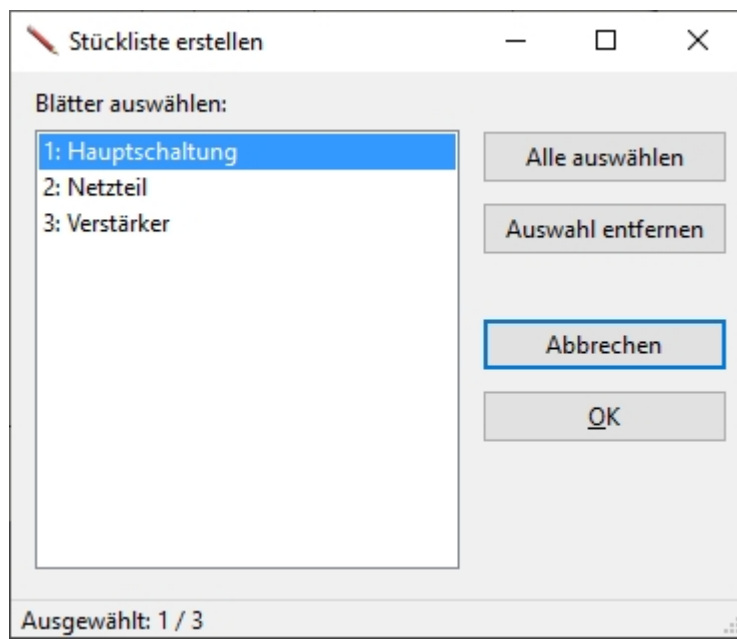 Stückliste erstellen
Blätter auswählen:
1: Hauptschaltung
2: Netzteil
3: Verstärker
Alle auswählen
Auswahl entfernen
Abbrechen
OK
Ausgewählt: 1 / 3